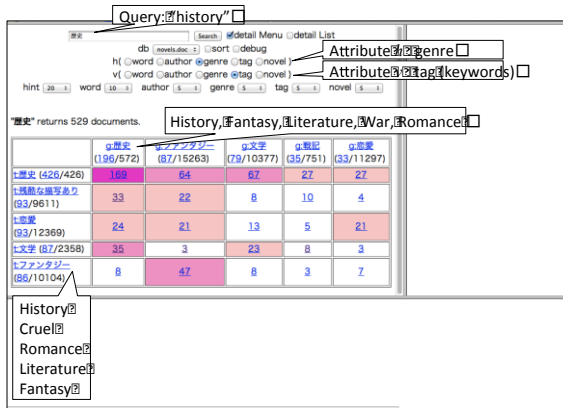 Query: "history"
歴史 Search detail Menu detail List
db novels.doc sort debug
h( word author genre tag novel )
Attribute h: genre
v( word author genre tag novel )
Attribute v: tag (keywords)
hint 20 word 10 author 5 genre 5 tag 5 novel 5
History, Fantasy, Literature, War, Romance
"歴史" returns 529 documents.
g:歴史 (196/572) g:ファンタジー (87/15263) g:文学 (79/10377) g:戦記 (35/751) g:恋愛 (33/11297)
t:歴史 (426/426) 169 64 67 27 27
t:残酷な描写あり (93/9611) 33 22 8 10 4
t:恋愛 (93/12369) 24 21 13 5 21
t:文学 (87/2358) 35 3 23 8 3
t:ファンタジー (86/10104) 8 47 8 3 7
History
Cruel
Romance
Literature
Fantasy